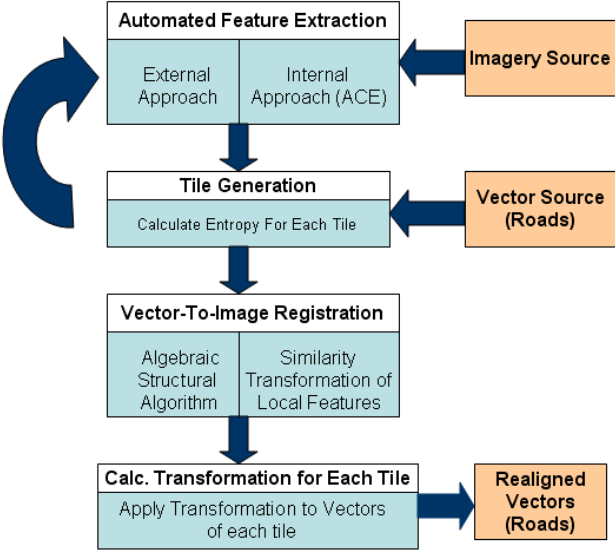 Automated Feature Extraction
External
Approach
Internal
Approach (ACE)
Imagery Source
Tile Generation
Calculate Entropy For Each Tile
Vector Source
(Roads)
Vector-To-Image Registration
Algebraic
Structural
Algorithm
Similarity
Transformation of
Local Features
Calc. Transformation for Each Tile
Apply Transformation to Vectors
of each tile
Realigned
Vectors
(Roads)